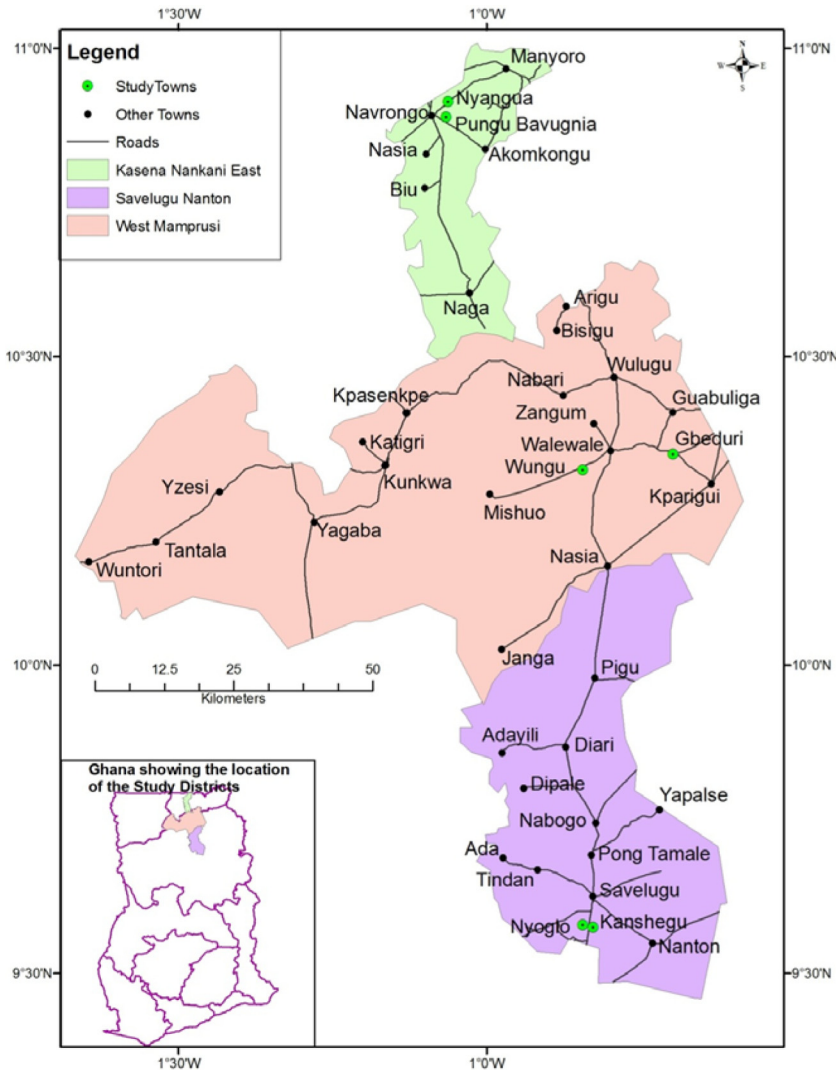 1°30'W
1°0'W
11°0'N
Legend
StudyTowns
Other Towns
Roads
Kasena Nankani East
Savelugu Nanton
West Mamprusi
N
W
E
S
Manyoro
Nyangua
Navrongo
Pungu Bavugnia
Nasia
Akomkongu
Biu
Naga
Arigu
Bisigu
10°30'N
10°30'N
Wulugu
Nabari
Kpasenkpe
Guabuliga
Zangum
Katigri
Walewale
Gbeduri
Wungu
Kunkwa
Yzesi
Kparigui
Mishuo
Yagaba
Tantala
Wuntori
Nasia
Janga
10°0'N
10°0'N
0
12.5
25
50
Kilometers
Pigu
Adayili
Diari
Dipale
Yapalse
Nabogo
Ada
Pong Tamale
Tindan
Savelugu
Nyoglo
Kanshegu
Nanton
Ghana showing the location
of the Study Districts
9°30'N
9°30'N
11°0'N
1°30'W
1°0'W